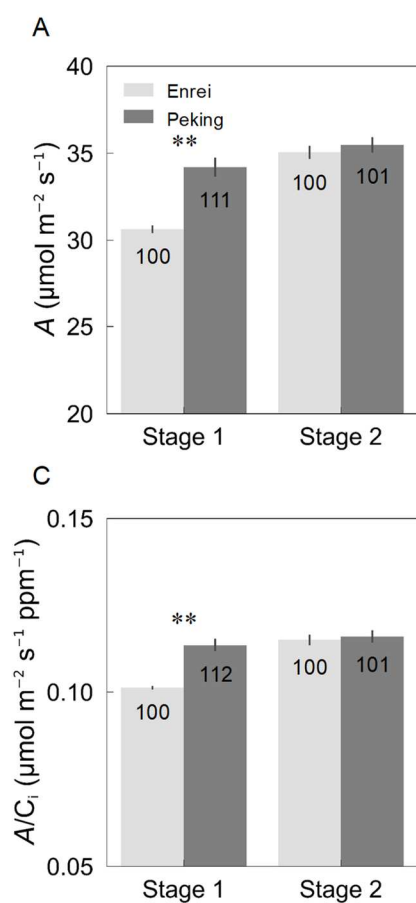 A
A (μmol m⁻² s⁻¹)
40
35
30
25
20
Enrei
Peking
**
100
111
100
101
Stage 1
Stage 2
C
A/Cᵢ (μmol m⁻² s⁻¹ ppm⁻¹)
0.15
0.10
0.05
**
100
112
100
101
Stage 1
Stage 2